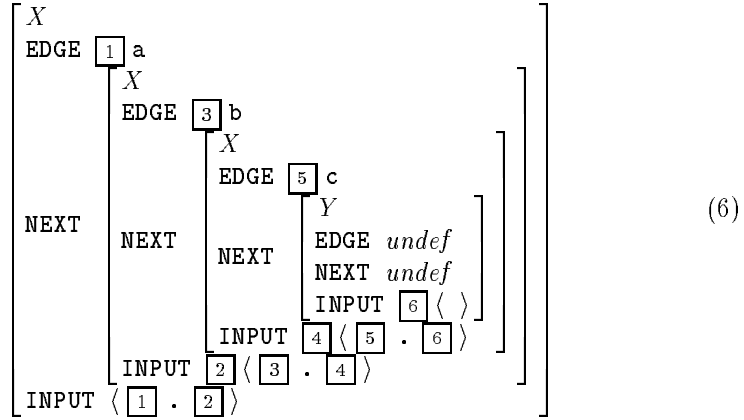 X
EDGE 1 a
X
EDGE 3 b
X
EDGE 5 c
Y
NEXT NEXT NEXT EDGE undef (6)
NEXT undef
INPUT 6 ⟨ ⟩
INPUT 4 ⟨ 5 . 6 ⟩
INPUT 2 ⟨ 3 . 4 ⟩
INPUT ⟨ 1 . 2 ⟩